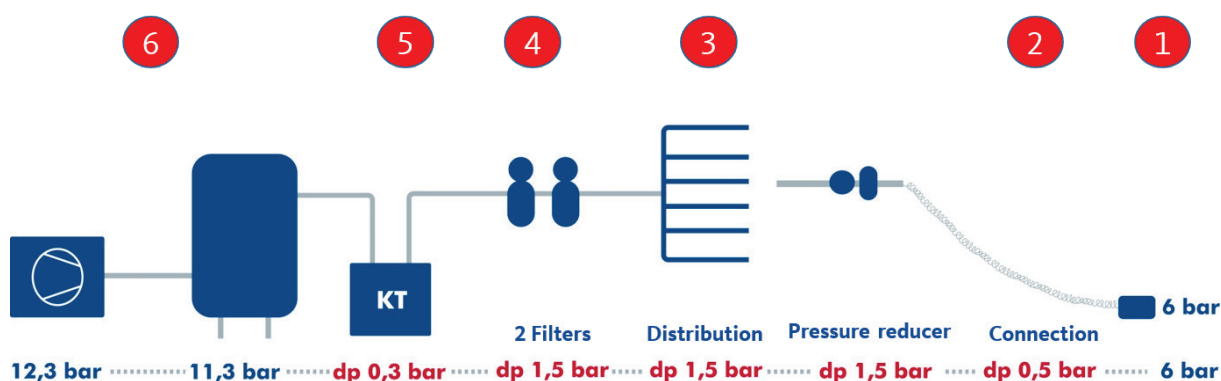 6 5 4 3 2 1
KT
6 bar
2 Filters Distribution Pressure reducer Connection
12,3 bar 11,3 bar dp 0,3 bar dp 1,5 bar dp 1,5 bar dp 1,5 bar dp 0,5 bar 6 bar